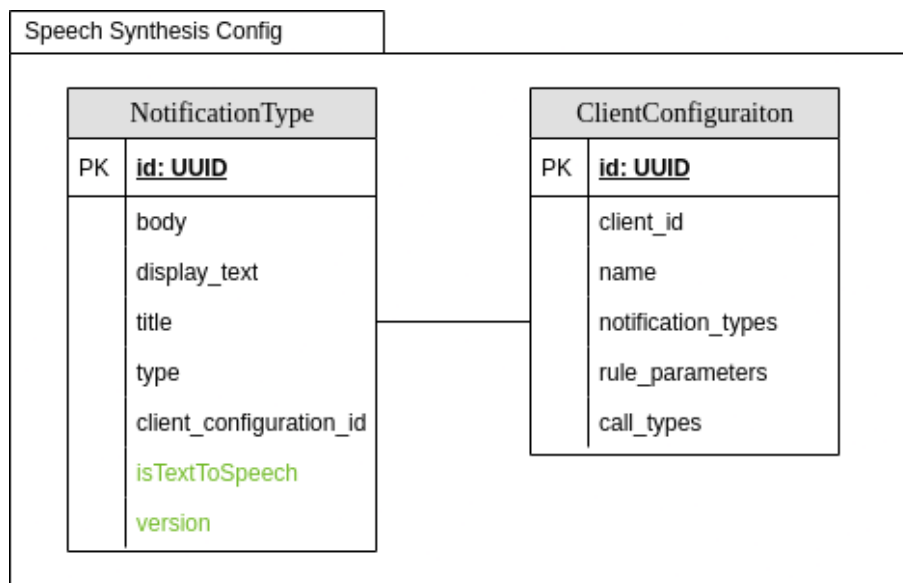 Speech Synthesis Config
NotificationType
PK id: UUID
body
display_text
title
type
client_configuration_id
isTextToSpeech
version
ClientConfiguraiton
PK id: UUID
client_id
name
notification_types
rule_parameters
call_types